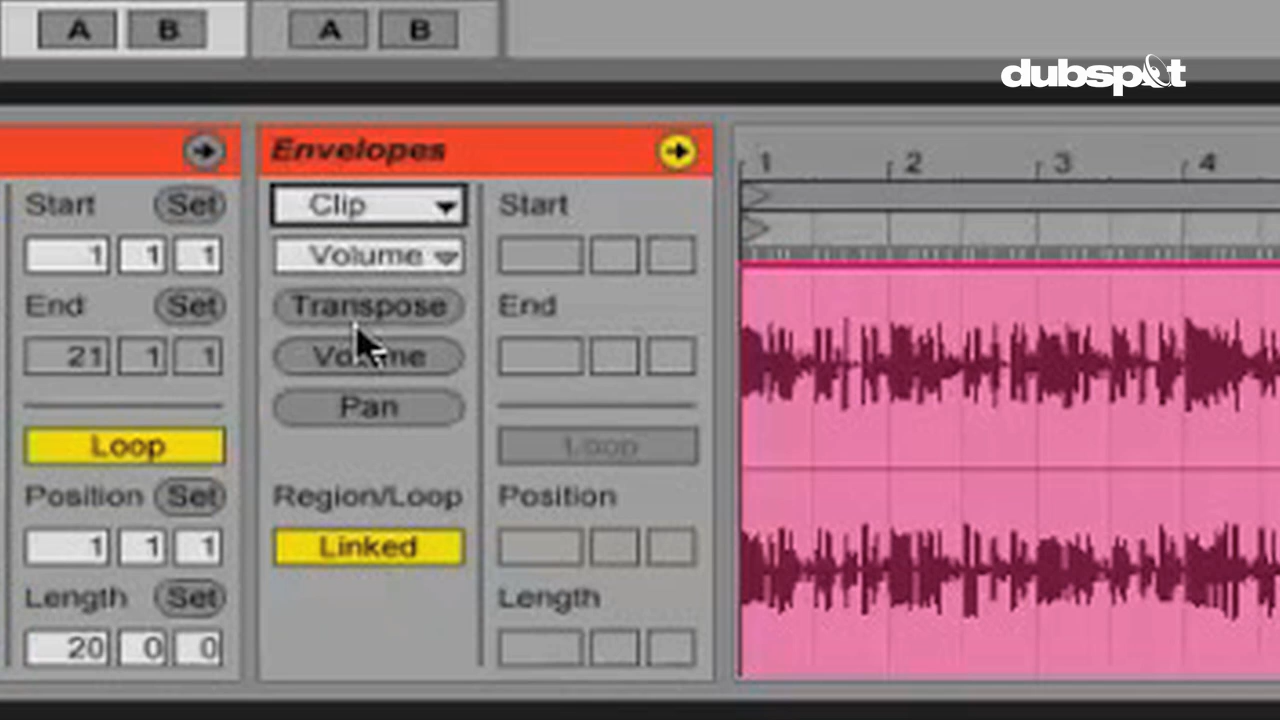 A B A B
dubspot
Envelopes
1 2 3 4
Start Set
Clip
Start
1 1 1
Volume
End Set
Transpose
End
21 1 1
Volume
Pan
Loop
Loop
Position Set
Region/Loop
Position
1 1 1
Linked
Length Set
Length
20 0 0